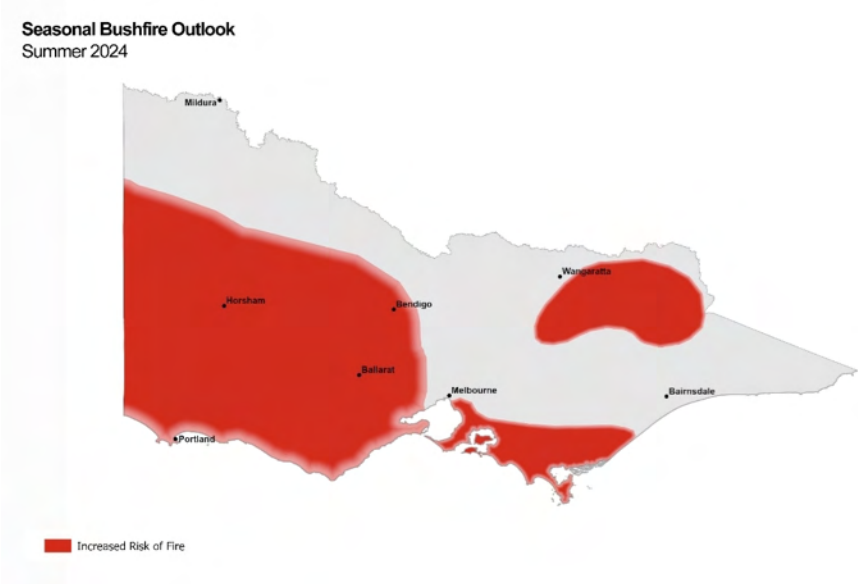 Seasonal Bushfire Outlook
Summer 2024
Mildura
Wangaratta
Horsham
Bendigo
Ballarat
Melbourne
Bairnsdale
Portland
Increased Risk of Fire